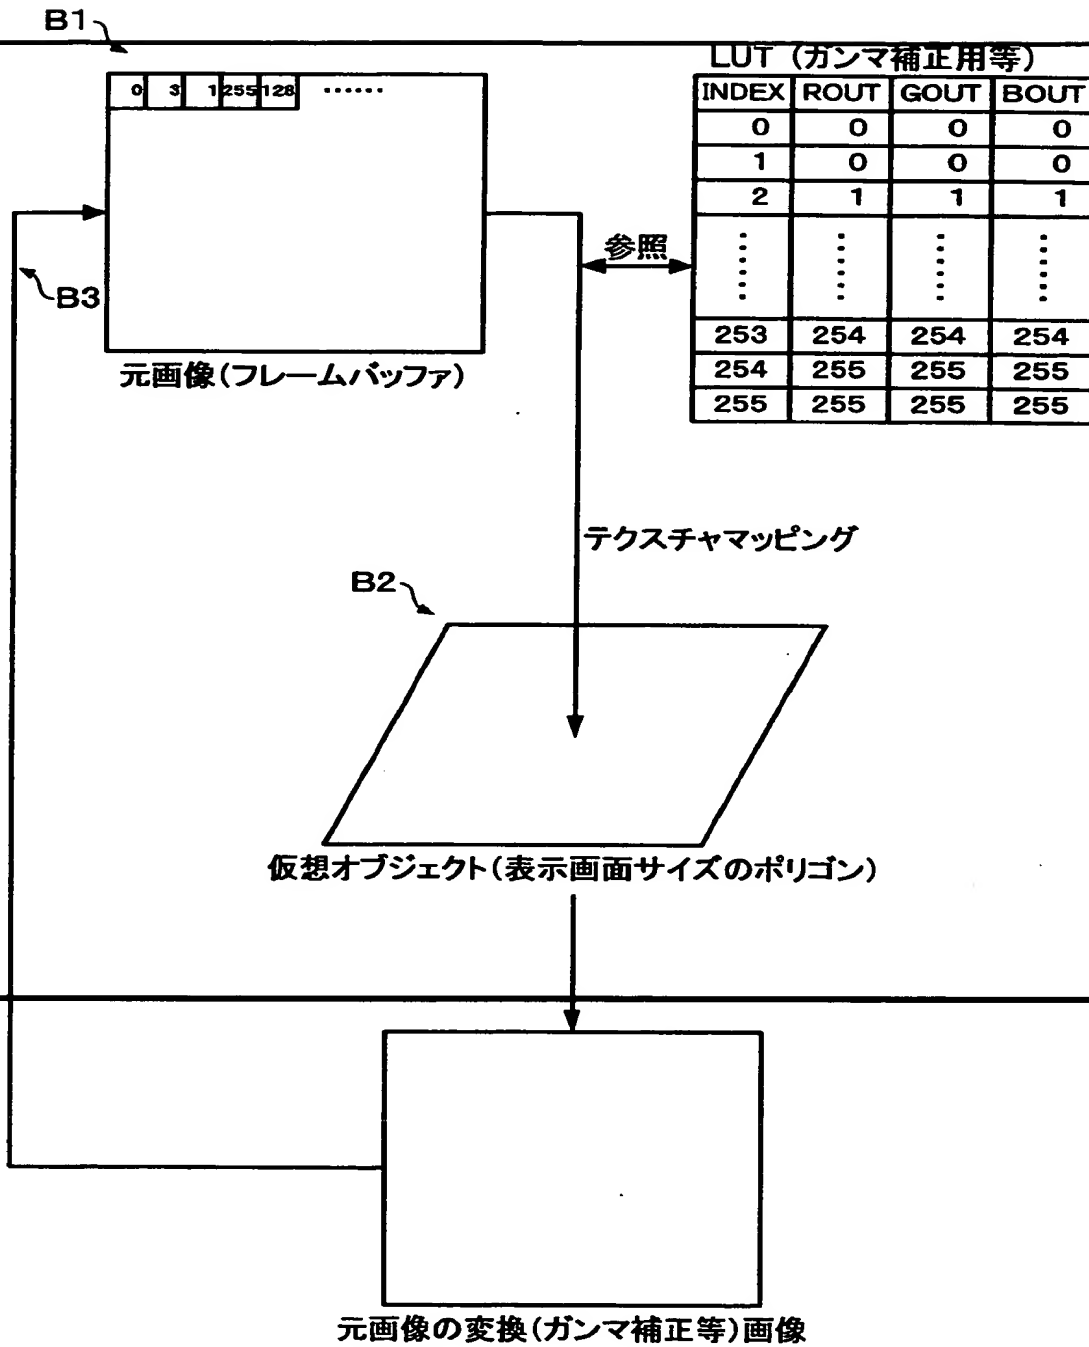 B1
LUT (ガンマ補正用等)
0 3 1 255 128 ······
INDEX ROUT GOUT BOUT
0 0 0 0
1 0 0 0
2 1 1 1
253 254 254 254
254 255 255 255
255 255 255 255
参照
B3
元画像(フレームバッファ)
テクスチャマッピング
B2
仮想オブジェクト(表示画面サイズのポリゴン)
元画像の変換(ガンマ補正等)画像